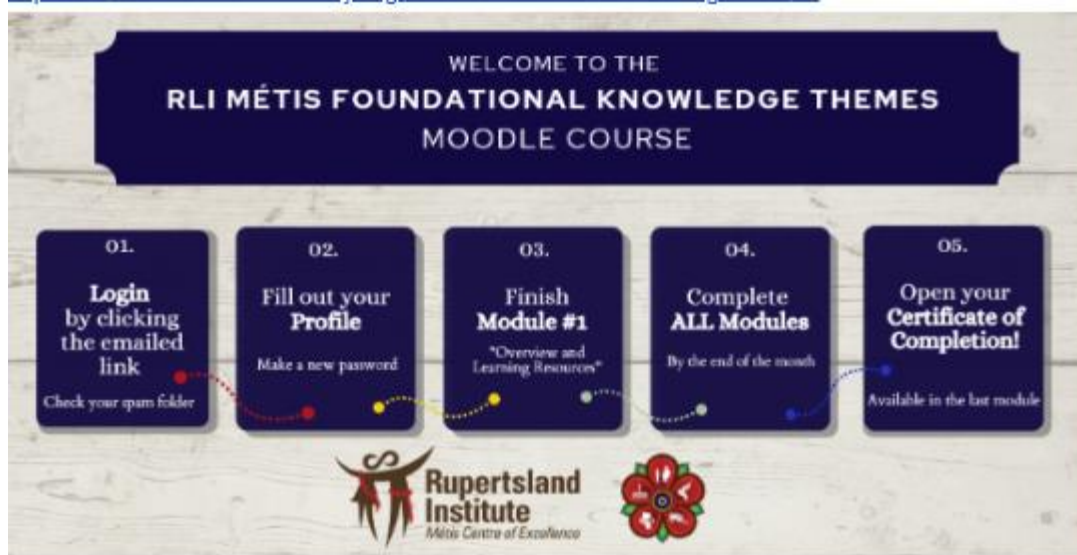 WELCOME TO THE
RLI MÉTIS FOUNDATIONAL KNOWLEDGE THEMES
MOODLE COURSE
01.
Login
by clicking
the emailed
link
Check your spam folder
02.
Fill out your
Profile
Make a new password
03.
Finish
Module #1
"Overview and
Learning Resources"
04.
Complete
ALL Modules
By the end of the month
05.
Open your
Certificate of
Completion!
Available in the last module
Rupertsland
Institute
Métis Centre of Excellence